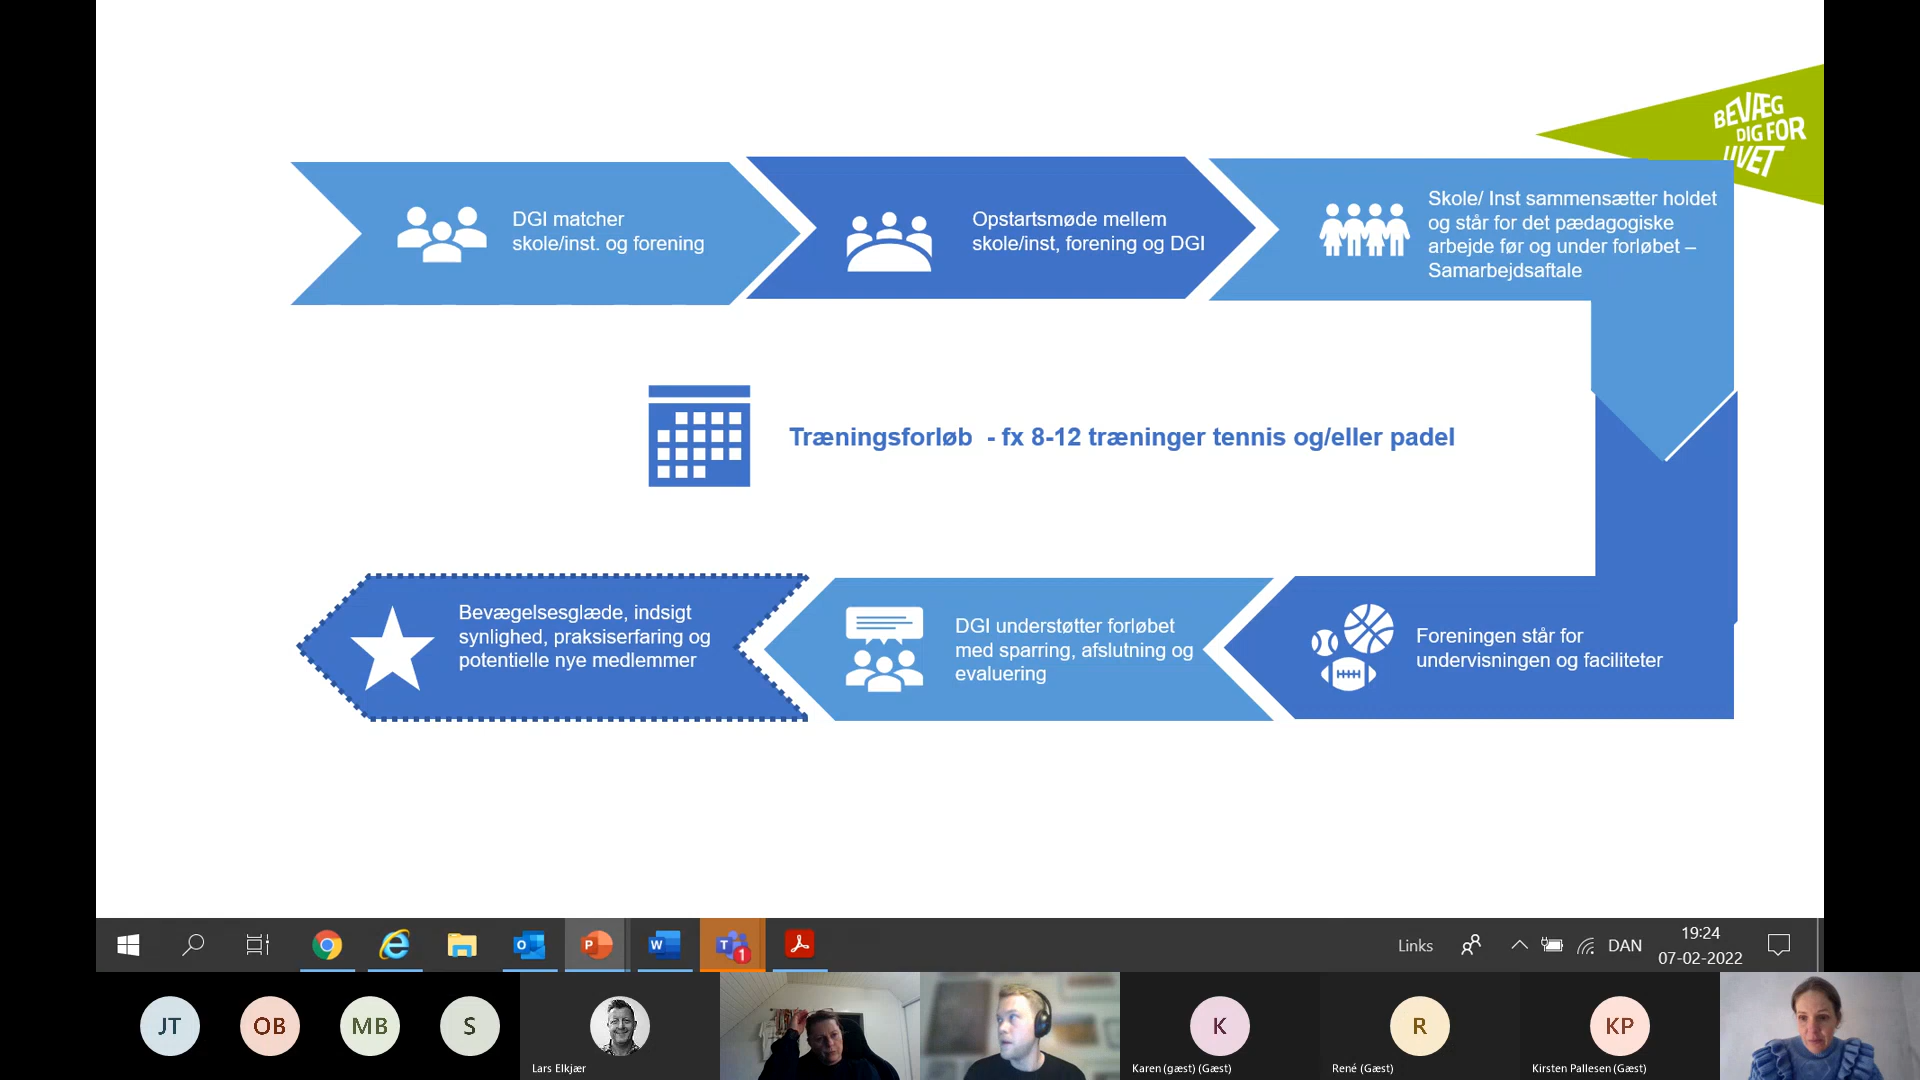 BEVÆG
DIG FOR
LIVET
DGI matcher
skole/inst. og forening
Opstartsmøde mellem
skole/inst, forening og DGI
Skole/ Inst sammensætter holdet
og står for det pædagogiske
arbejde før og under forløbet –
Samarbejdsaftale
Træningsforløb - fx 8-12 træninger tennis og/eller padel
Bevægelsesglæde, indsigt
synlighed, praksiserfaring og
potentielle nye medlemmer
DGI understøtter forløbet
med sparring, afslutning og
evaluering
Foreningen står for
undervisningen og faciliteter
Links
DAN
19:24
07-02-2022
1
JT
OB
MB
S
Lars Elkjær
K
Karen (gæst) (Gæst)
R
René (Gæst)
KP
Kirsten Pallesen (Gæst)